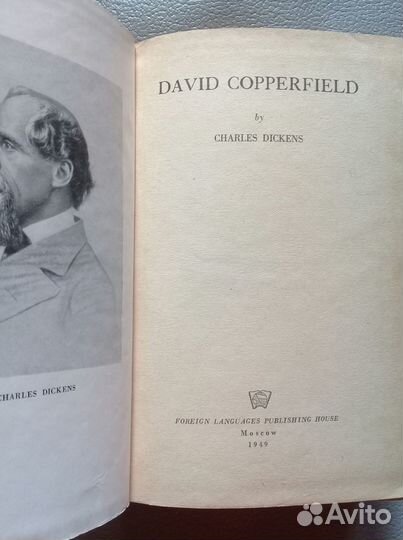 CHARLES DICKENS
DAVID COPPERFIELD
by
CHARLES DICKENS
FOREIGN LANGUAGES PUBLISHING HOUSE
Moscow
1949
Avito